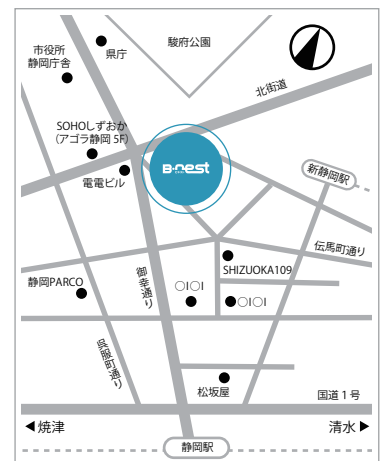 市役所
静岡庁舎
県庁
駿府公園
北街道
SOHOしずおか
(アゴラ静岡 5F)
電電ビル
B-nest
新静岡駅
伝馬町通り
SHIZUOKA109
静岡PARCO
御幸通り
○I○I
○I○I
呉服町通り
松坂屋
国道1号
◀焼津
清水▶
静岡駅